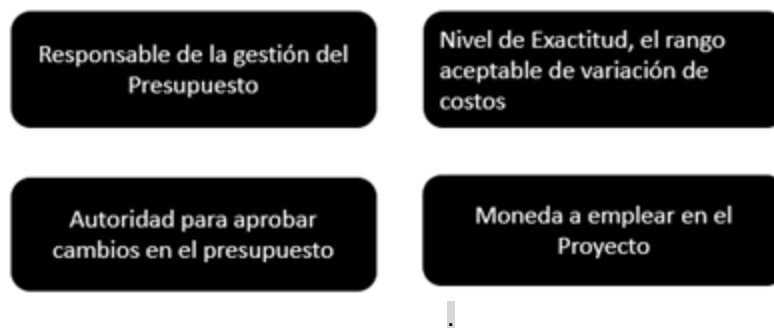 Responsable de la gestión del
Presupuesto
Nivel de Exactitud, el rango
aceptable de variación de
costos
Autoridad para aprobar
cambios en el presupuesto
Moneda a emplear en el
Proyecto
.